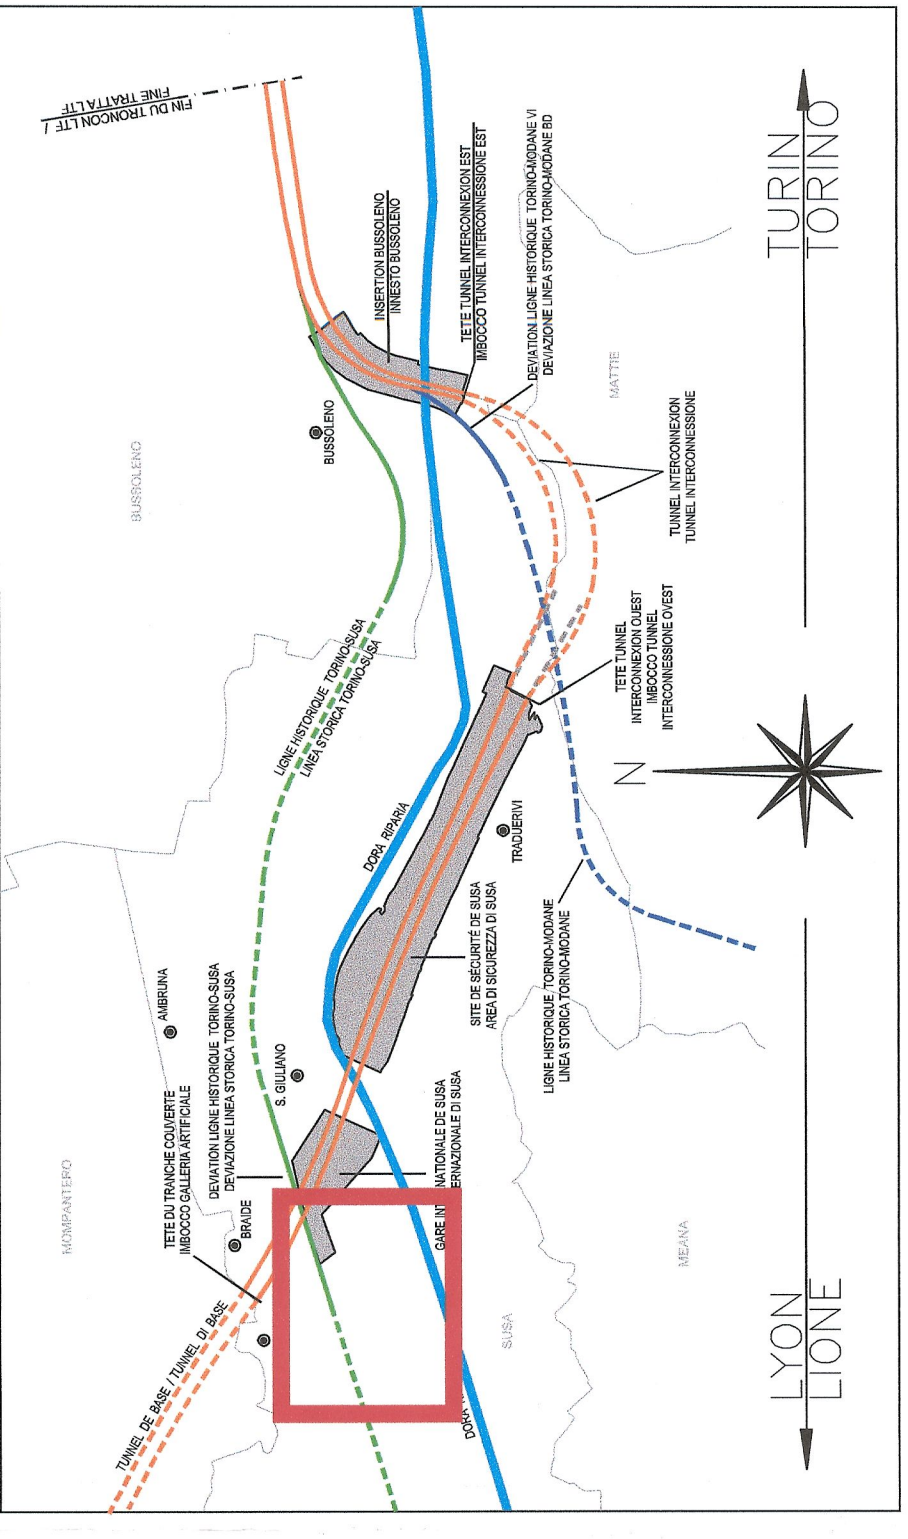 FIN DU TRONCON LTF /
FINE TRATTA LTF
INSERTION BUSSOLENO
INNESTO BUSSOLENO
TETE TUNNEL INTERCONNEXION EST
IMBOCCO TUNNEL INTERCONNESSIONE EST
DEVIATION LIGNE HISTORIQUE TORINO-MODANE VI
DEVIAZIONE LINEA STORICA TORINO-MODANE BD
TURIN
TORINO
BUSSOLENO
BUSSOLENO
MATTIE
TUNNEL INTERCONNEXION
TUNNEL INTERCONNESSIONE
LIGNE HISTORIQUE TORINO-SUSA
LINEA STORICA TORINO-SUSA
TETE TUNNEL
INTERCONNEXION OUEST
IMBOCCO TUNNEL
INTERCONNESSIONE OVEST
N
DORA RIPARIA
TRADUERIVI
SITE DE SÉCURITÉ DE SUSA
AREA DI SICUREZZA DI SUSA
LIGNE HISTORIQUE TORINO-MODANE
LINEA STORICA TORINO-MODANE
AMBRUNA
S. GIULIANO
DEVIATION LIGNE HISTORIQUE TORINO-SUSA
DEVIAZIONE LINEA STORICA TORINO-SUSA
TETE DU TRANCHE COUVERTE
IMBOCCO GALLERIA ARTIFICIALE
MOMPANTERO
BRAIDE
GARE INT NATIONALE DE SUSA
GARE ERNAZIONALE DI SUSA
TUNNEL DE BASE / TUNNEL DI BASE
SUSA
MEANA
DORA
LYON
LIONE